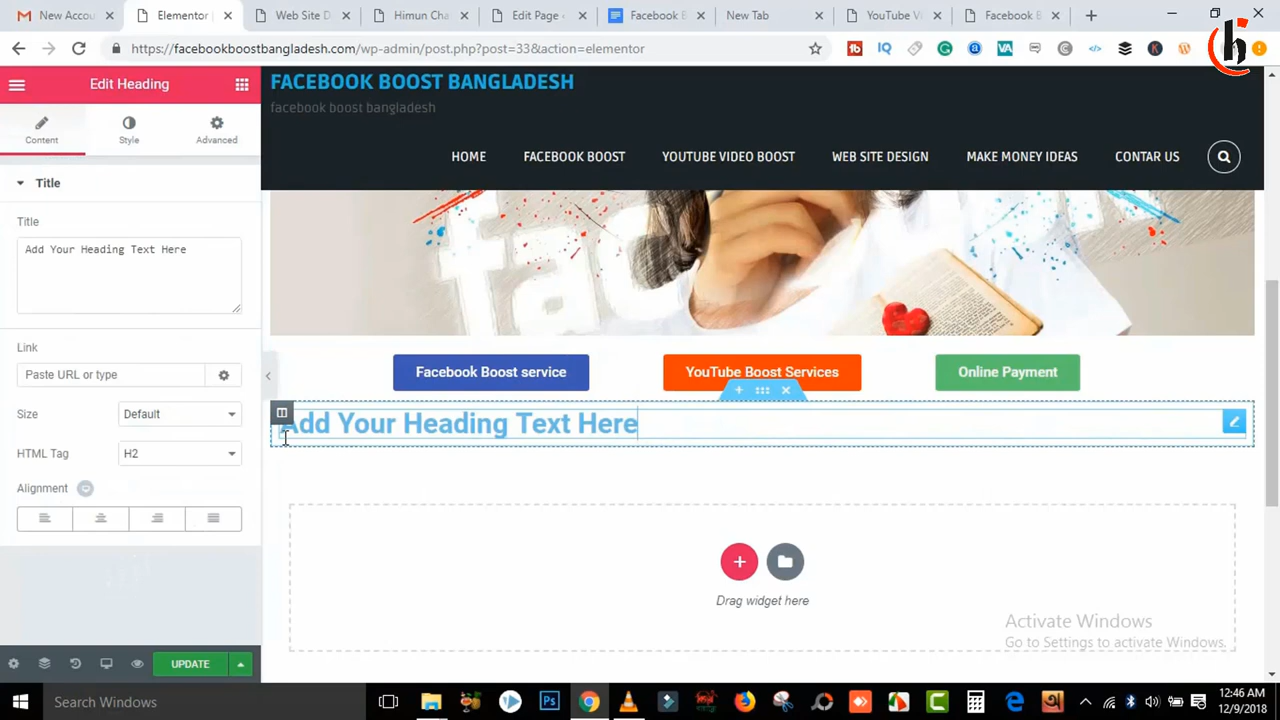 New Accou
Elementor |
Web Site D
Himun Cha
Edit Page ‹
Facebook B
New Tab
YouTube Vi
Facebook B
https://facebookboostbangladesh.com/wp-admin/post.php?post=33&action=elementor
Edit Heading
Content
Style
Advanced
Title
Title
Add Your Heading Text Here
Link
Paste URL or type
Size
Default
HTML Tag
H2
Alignment
UPDATE
FACEBOOK BOOST BANGLADESH
facebook boost bangladesh
HOME
FACEBOOK BOOST
YOUTUBE VIDEO BOOST
WEB SITE DESIGN
MAKE MONEY IDEAS
CONTAR US
fac
Facebook Boost service
YouTube Boost Services
Online Payment
Add Your Heading Text Here
Drag widget here
Activate Windows
Go to Settings to activate Windows.
Search Windows
12:46 AM
12/9/2018